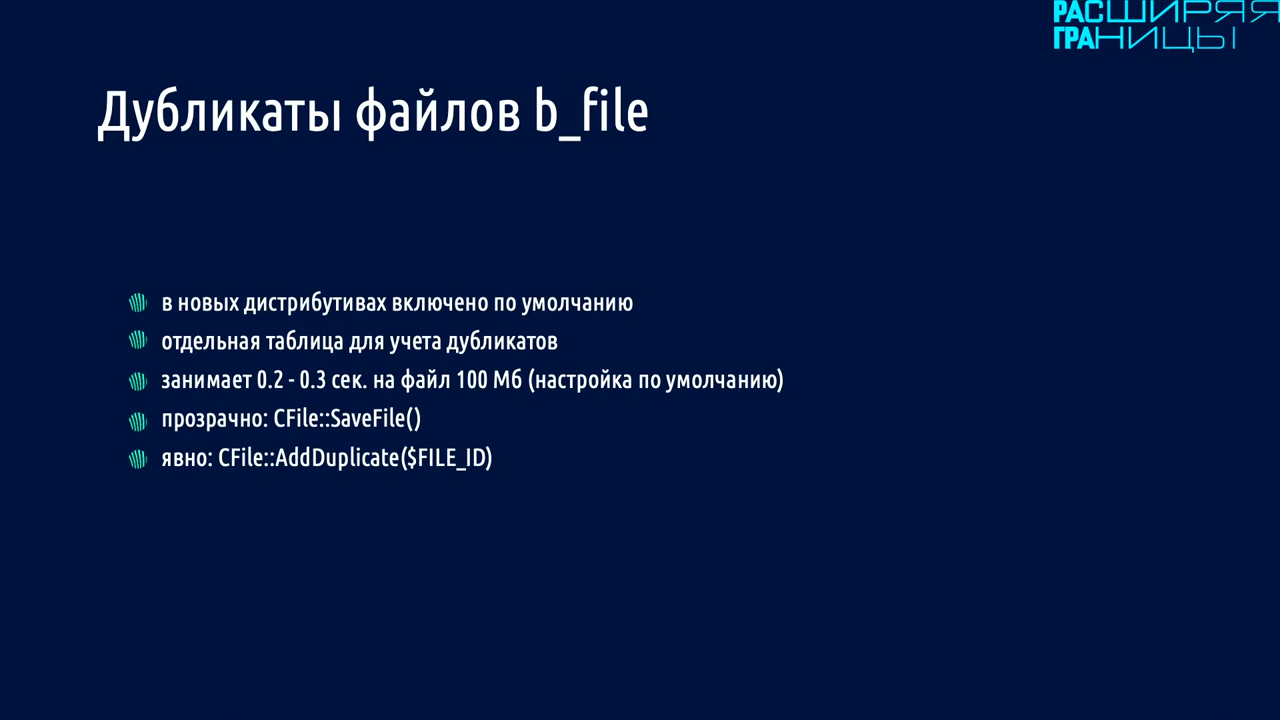 РАСШИРЯЯ
ГРАНИЦЫ
Дубликаты файлов b_file
в новых дистрибутивах включено по умолчанию
отдельная таблица для учета дубликатов
занимает 0.2 - 0.3 сек. на файл 100 Мб (настройка по умолчанию)
прозрачно: CFile::SaveFile()
явно: CFile::AddDuplicate($FILE_ID)